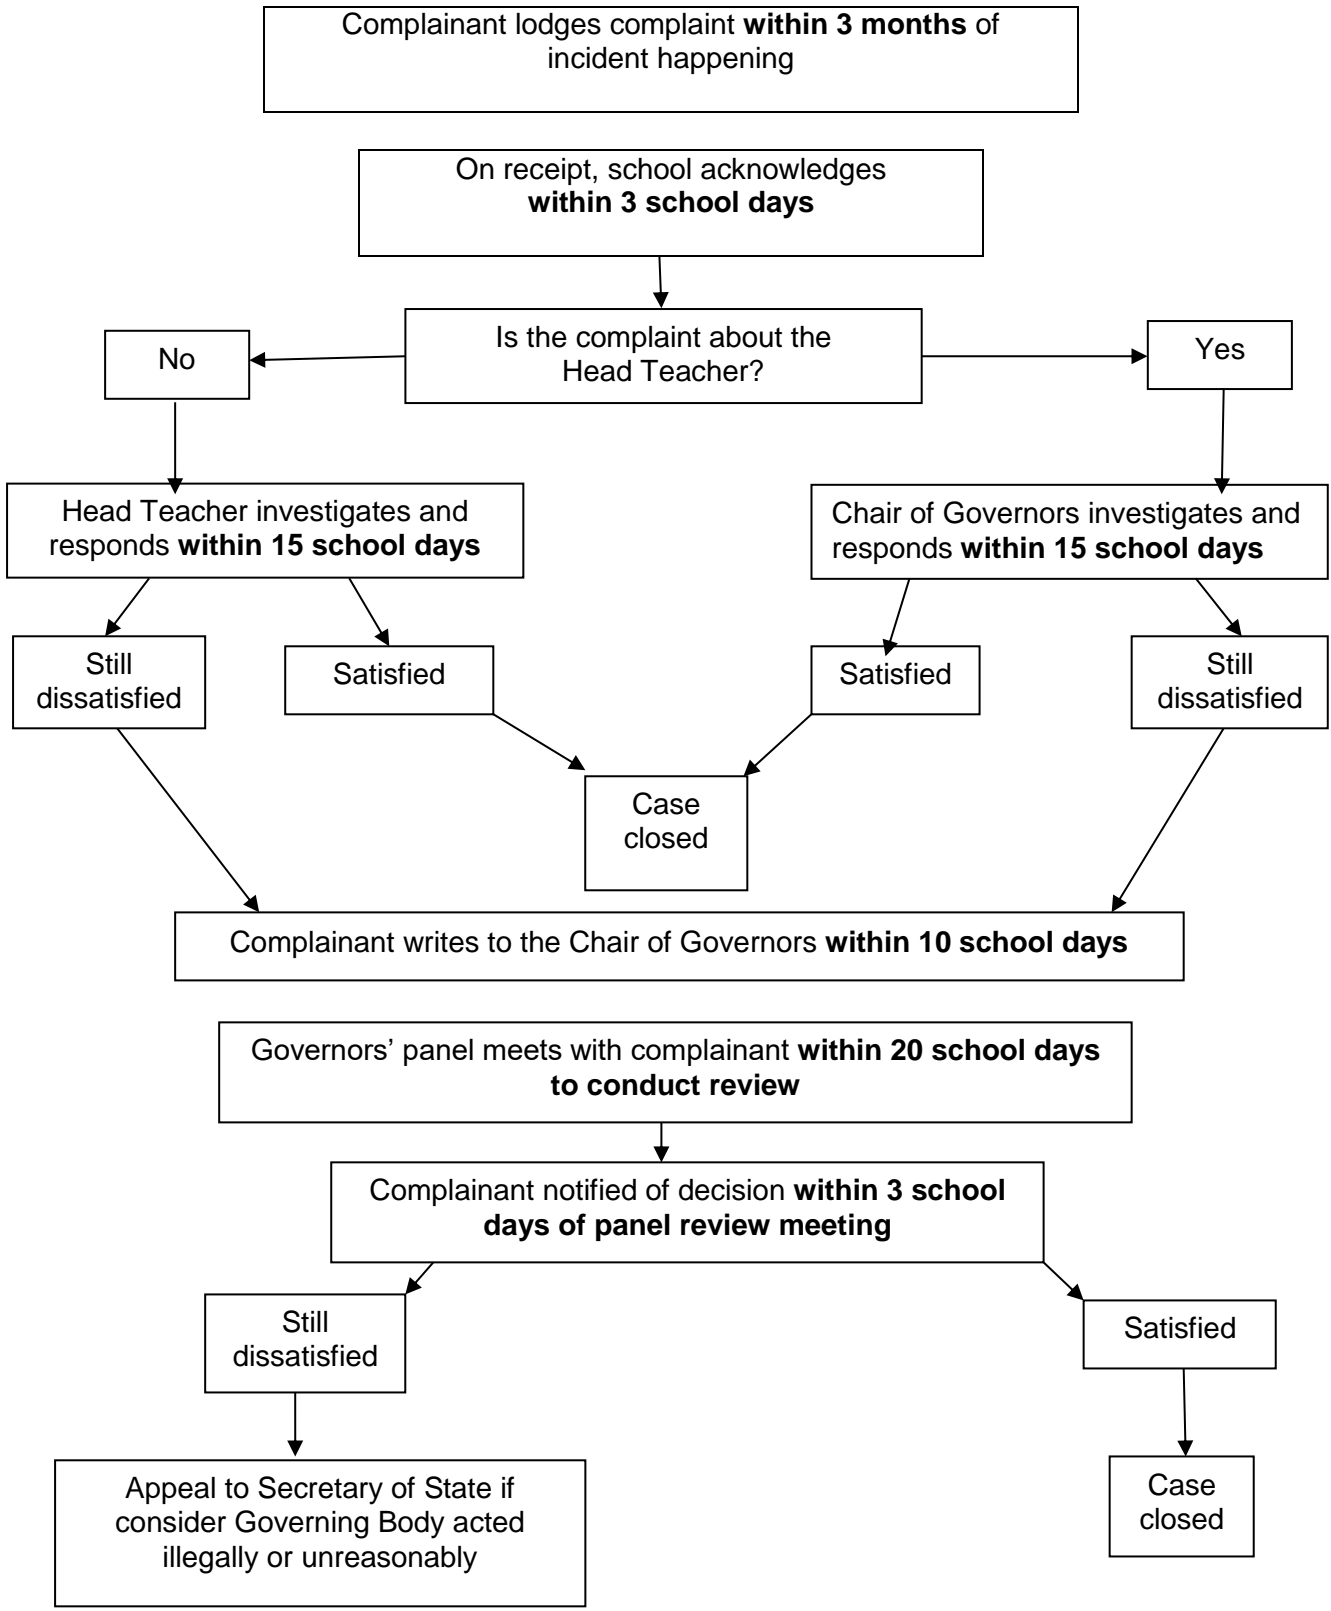 Complainant lodges complaint within 3 months of
incident happening
On receipt, school acknowledges
within 3 school days
Is the complaint about the
Head Teacher?
No
Yes
Head Teacher investigates and
responds within 15 school days
Chair of Governors investigates and
responds within 15 school days
Still
dissatisfied
Satisfied
Satisfied
Still
dissatisfied
Case
closed
Complainant writes to the Chair of Governors within 10 school days
Governors’ panel meets with complainant within 20 school days
to conduct review
Complainant notified of decision within 3 school
days of panel review meeting
Still
dissatisfied
Satisfied
Appeal to Secretary of State if
consider Governing Body acted
illegally or unreasonably
Case
closed